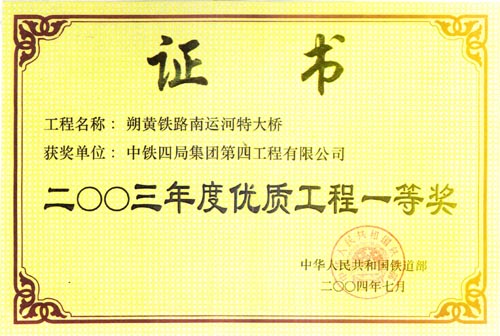 证 书
工程名称：朔黄铁路南运河特大桥
获奖单位：中铁四局集团第四工程有限公司
二〇〇三年度优质工程一等奖
中华人民共和国铁道部
二〇〇四年七月